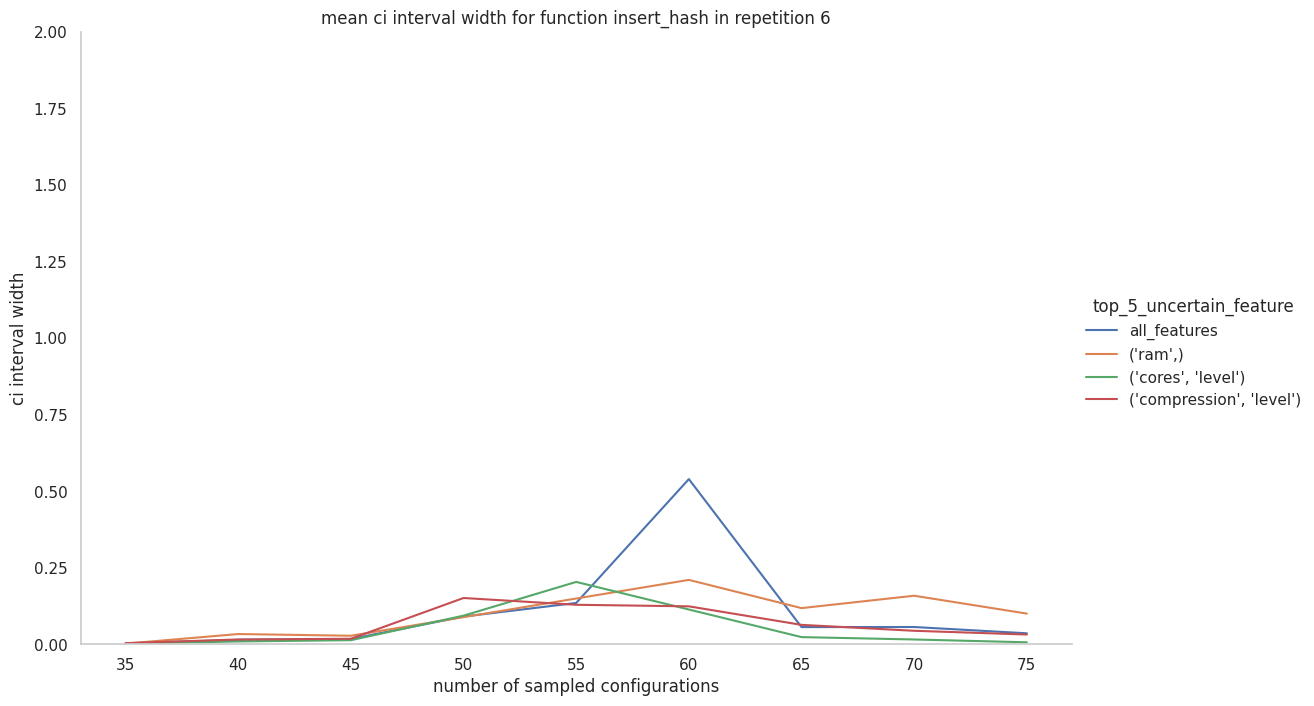 mean ci interval width for function insert_hash in repetition 6
2.00
1.75
1.50
1.25
1.00
0.75
0.50
0.25
0.00
ci interval width
35 40 45 50 55 60 65 70 75
number of sampled configurations
top_5_uncertain_feature
all_features
('ram',)
('cores', 'level')
('compression', 'level')